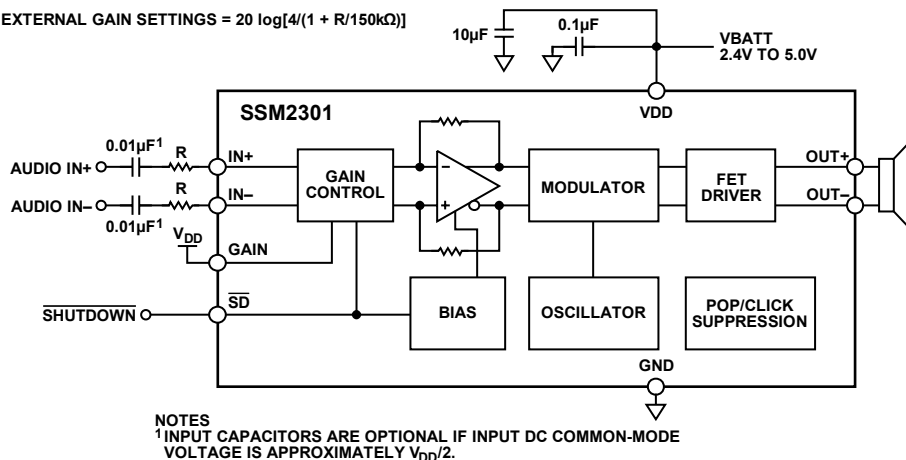 EXTERNAL GAIN SETTINGS = 20 log[4/(1 + R/150kΩ)]
10µF
0.1µF
VBATT
2.4V TO 5.0V
SSM2301
VDD
0.01µF¹
R
AUDIO IN+
IN+
GAIN
CONTROL
MODULATOR
FET
DRIVER
OUT+
AUDIO IN–
R
IN–
OUT–
0.01µF¹
VDD
GAIN
SHUTDOWN
SD
BIAS
OSCILLATOR
POP/CLICK
SUPPRESSION
GND
NOTES
¹INPUT CAPACITORS ARE OPTIONAL IF INPUT DC COMMON-MODE
VOLTAGE IS APPROXIMATELY VDD/2.